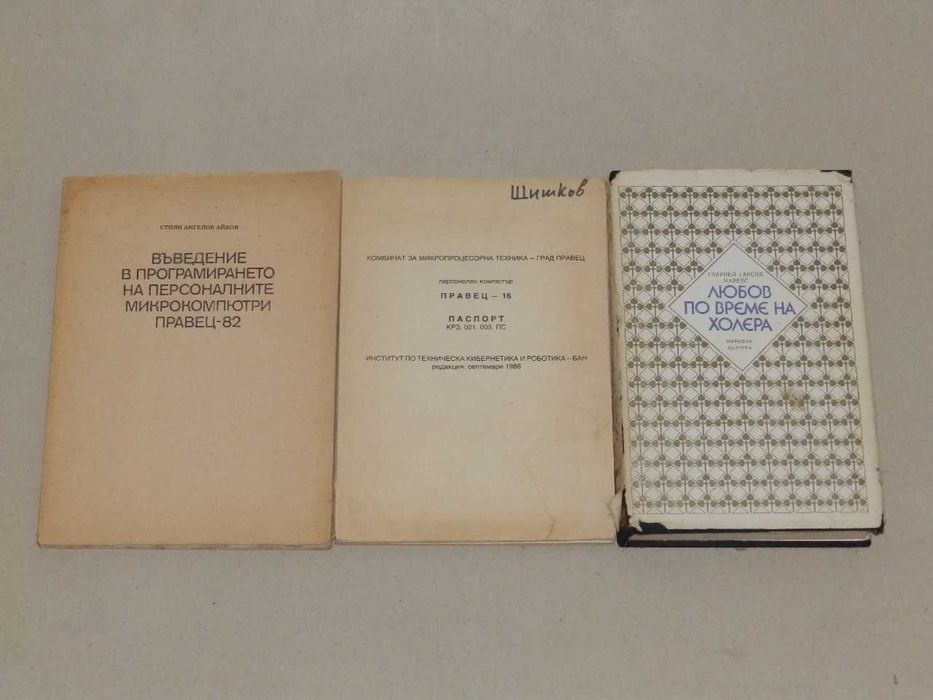 СТОЯН АНГЕЛОВ АЙКОВ
ВЪВЕДЕНИЕ
В ПРОГРАМИРАНЕТО
НА ПЕРСОНАЛНИТЕ
МИКРОКОМПЮТРИ
ПРАВЕЦ-82
Шишков
КОМБИНАТ ЗА МИКРОПРОЦЕСОРНА ТЕХНИКА – ГРАД ПРАВЕЦ
персонален компютър
ПРАВЕЦ – 16
ПАСПОРТ
КРЗ. 021. 003. ПС
ИНСТИТУТ ПО ТЕХНИЧЕСКА КИБЕРНЕТИКА И РОБОТИКА – БАН
редакция, септември 1986
ГАБРИЕЛ ГАРСИЯ
МАРКЕС
ЛЮБОВ
ПО ВРЕМЕ НА
ХОЛЕРА
НАРОДНА
КУЛТУРА